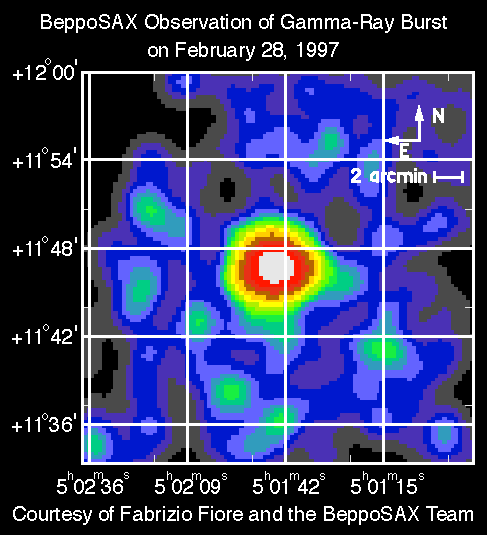 BeppoSAX Observation of Gamma-Ray Burst
on February 28, 1997
+12°00'
N
E
+11°54'
2 arcmin
+11°48'
+11°42'
+11°36'
5ʰ02ᵐ36ˢ 5ʰ02ᵐ09ˢ 5ʰ01ᵐ42ˢ 5ʰ01ᵐ15ˢ
Courtesy of Fabrizio Fiore and the BeppoSAX Team